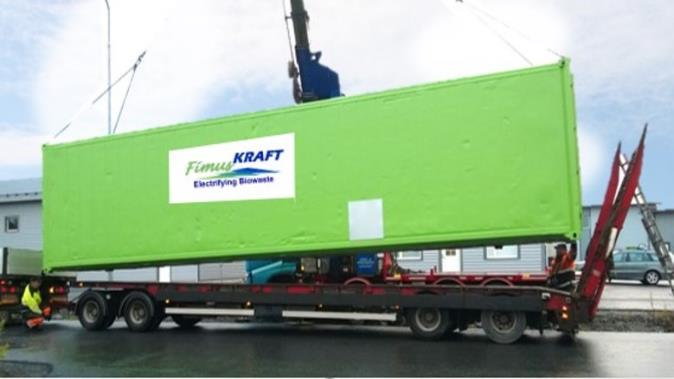 FimusKRAFT
Electrifying Biowaste